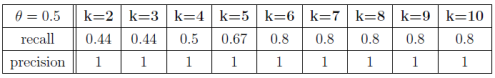 θ = 0.5 k=2 k=3 k=4 k=5 k=6 k=7 k=8 k=9 k=10
recall 0.44 0.44 0.5 0.67 0.8 0.8 0.8 0.8 0.8
precision 1 1 1 1 1 1 1 1 1